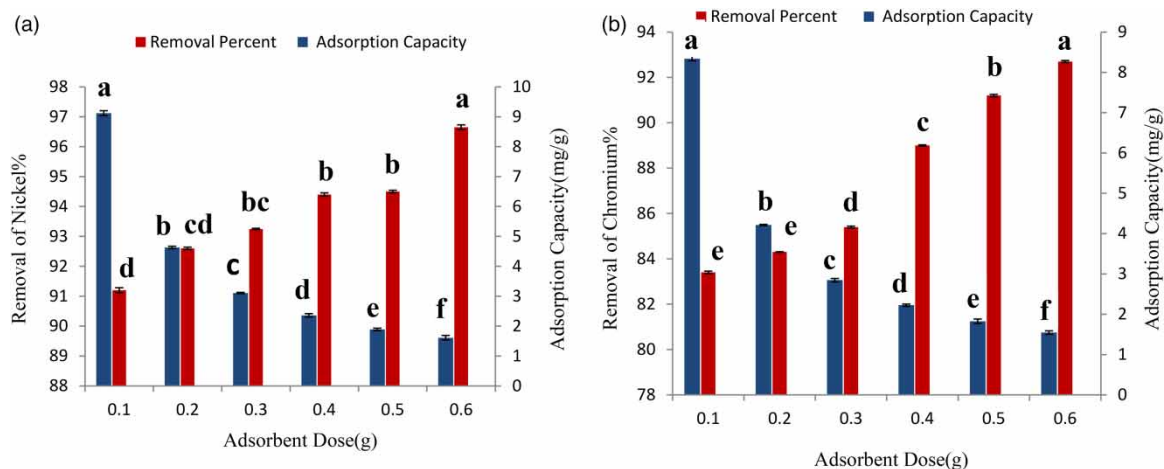 (a)
Removal Percent Adsorption Capacity
98
97
96
95
94
93
92
91
90
89
88
Removal of Nickel%
10
9
8
7
6
5
4
3
2
1
0
Adsorption Capacity(mg/g)
a
d
b
cd
c
bc
d
b
e
b
f
a
0.1 0.2 0.3 0.4 0.5 0.6
Adsorbent Dose(g)
(b)
Removal Percent Adsorption Capacity
94
92
90
88
86
84
82
80
78
Removal of Chromium%
9
8
7
6
5
4
3
2
1
0
Adsorption Capacity(mg/g)
a
e
b
e
c
d
d
c
e
b
f
a
0.1 0.2 0.3 0.4 0.5 0.6
Adsorbent Dose(g)